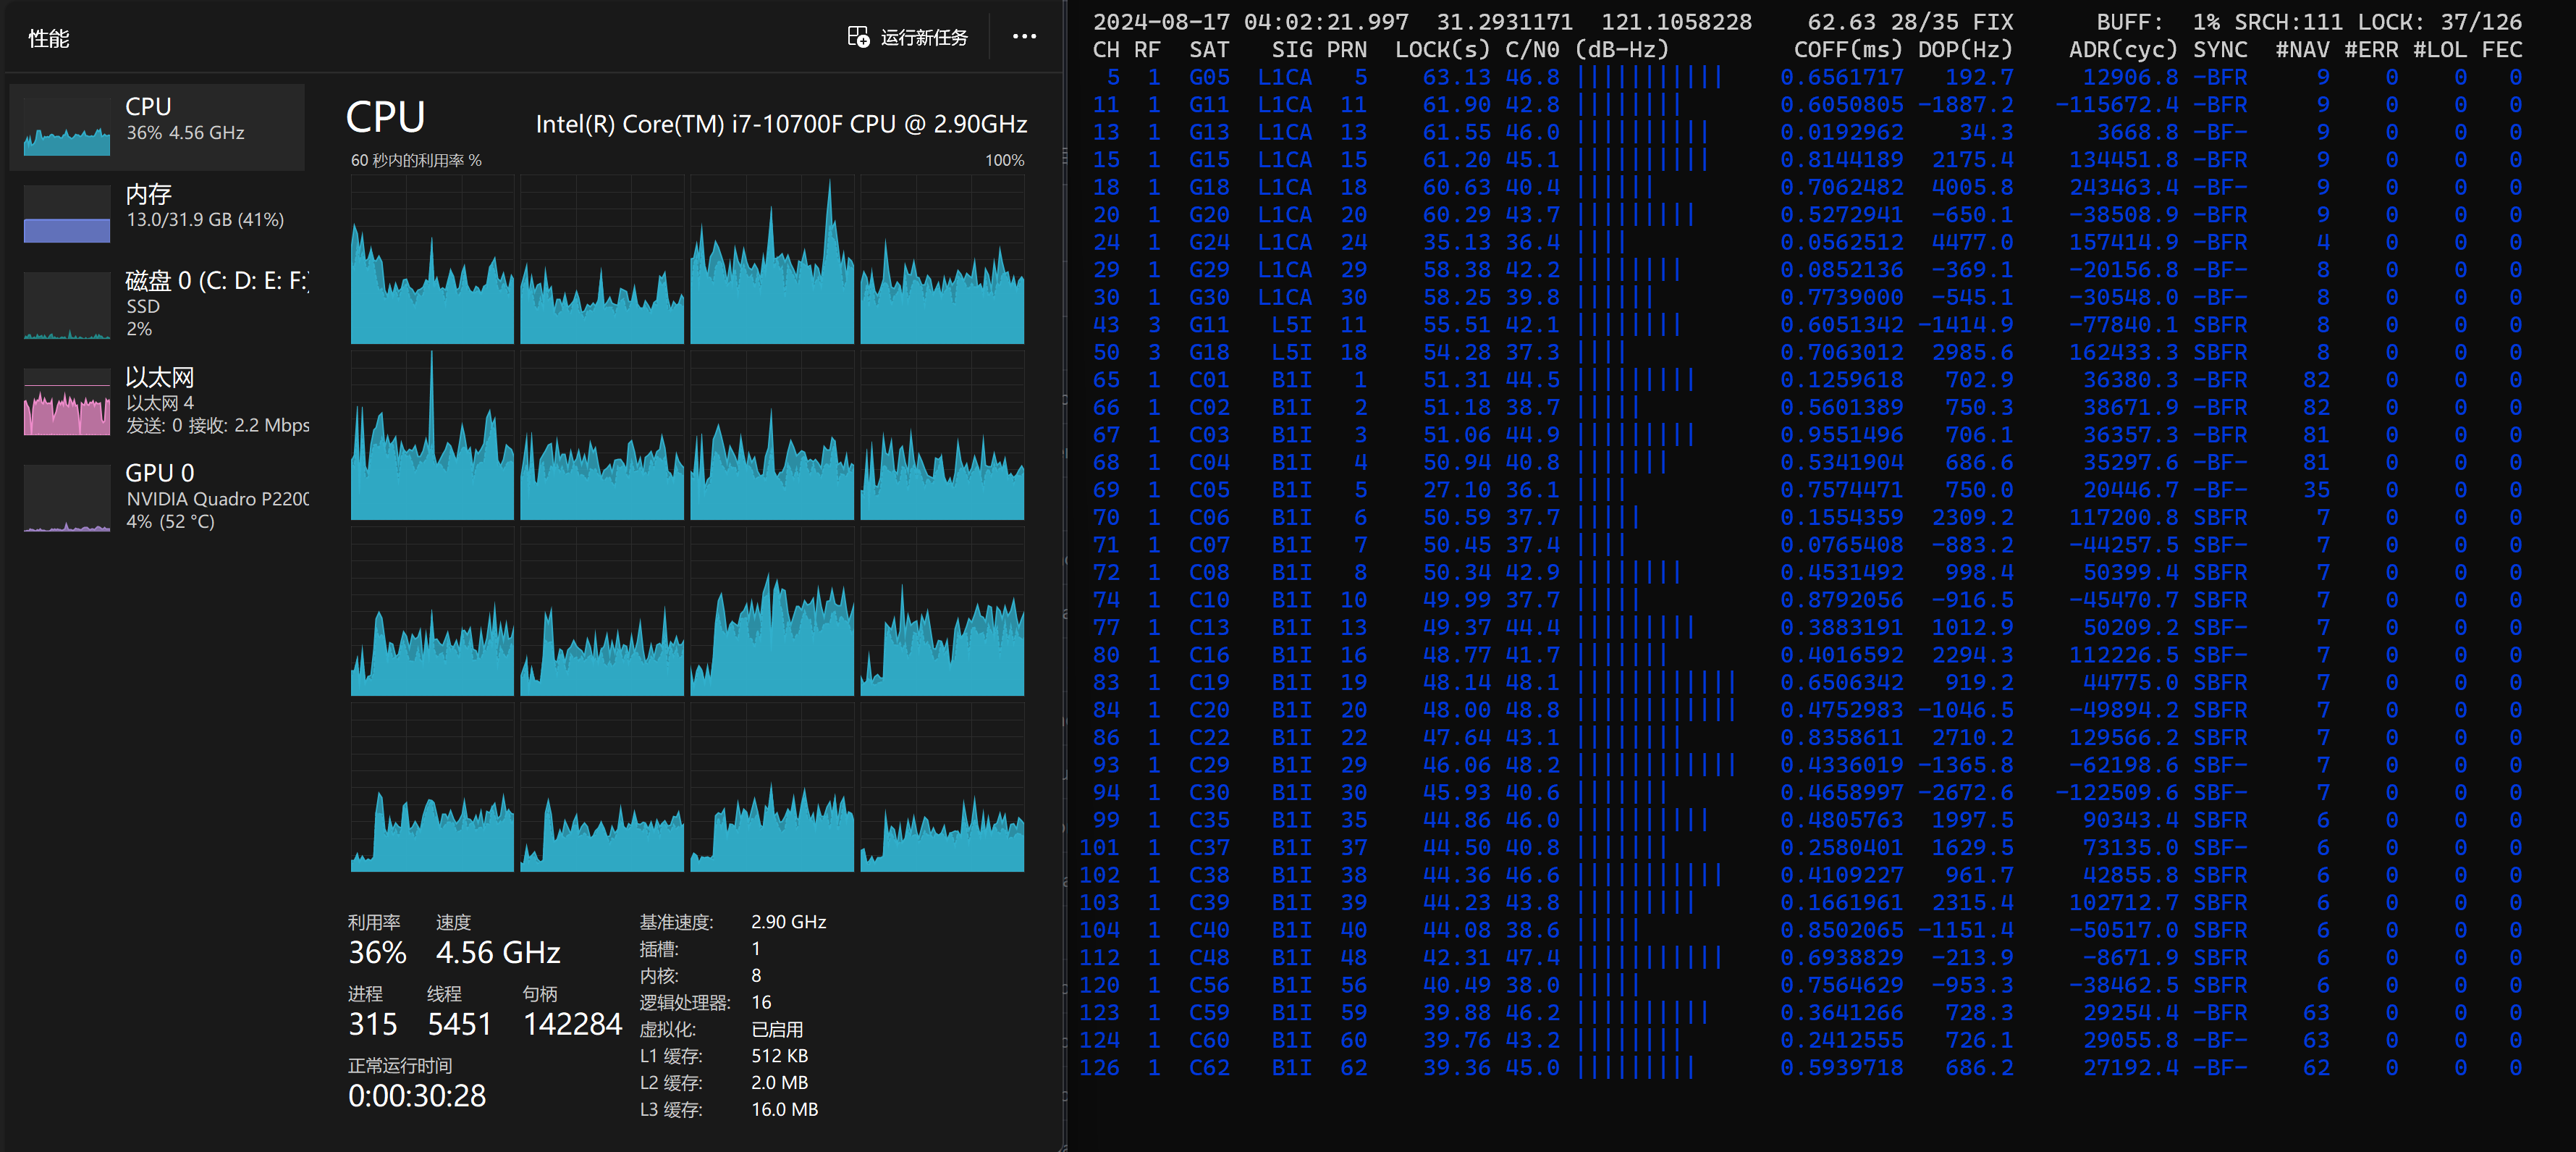 性能
运行新任务
CPU
36% 4.56 GHz
内存
13.0/31.9 GB (41%)
磁盘 0 (C: D: E: F:)
SSD
2%
以太网
以太网 4
发送: 0 接收: 2.2 Mbps
GPU 0
NVIDIA Quadro P2200
4% (52 °C)
CPU
Intel(R) Core(TM) i7-10700F CPU @ 2.90GHz
60 秒内的利用率 %
100%
利用率 速度
36% 4.56 GHz
进程 线程 句柄
315 5451 142284
正常运行时间
0:00:30:28
基准速度: 2.90 GHz
插槽: 1
内核: 8
逻辑处理器: 16
虚拟化: 已启用
L1 缓存: 512 KB
L2 缓存: 2.0 MB
L3 缓存: 16.0 MB
2024-08-17 04:02:21.997 31.2931171 121.1058228 62.63 28/35 FIX BUFF: 1% SRCH:111 LOCK: 37/126
CH RF SAT SIG PRN LOCK(s) C/N0 (dB-Hz) COFF(ms) DOP(Hz) ADR(cyc) SYNC #NAV #ERR #LOL FEC
5 1 G05 L1CA 5 63.13 46.8 ||||||||||| 0.6561717 192.7 12906.8 -BFR 9 0 0 0
11 1 G11 L1CA 11 61.90 42.8 |||||||| 0.6050805 -1887.2 -115672.4 -BFR 9 0 0 0
13 1 G13 L1CA 13 61.55 46.0 |||||||||| 0.0192962 34.3 3668.8 -BF- 9 0 0 0
15 1 G15 L1CA 15 61.20 45.1 |||||||||| 0.8144189 2175.4 134451.8 -BFR 9 0 0 0
18 1 G18 L1CA 18 60.63 40.4 |||||| 0.7062482 4005.8 243463.4 -BF- 9 0 0 0
20 1 G20 L1CA 20 60.29 43.7 ||||||||| 0.5272941 -650.1 -38508.9 -BFR 9 0 0 0
24 1 G24 L1CA 24 35.13 36.4 |||| 0.0562512 4477.0 157414.9 -BFR 4 0 0 0
29 1 G29 L1CA 29 58.38 42.2 |||||||| 0.0852136 -369.1 -20156.8 -BF- 8 0 0 0
30 1 G30 L1CA 30 58.25 39.8 |||||| 0.7739000 -545.1 -30548.0 -BF- 8 0 0 0
43 3 G11 L5I 11 55.51 42.1 |||||||| 0.6051342 -1414.9 -77840.1 SBFR 8 0 0 0
50 3 G18 L5I 18 54.28 37.3 |||| 0.7063012 2985.6 162433.3 SBFR 8 0 0 0
65 1 C01 B1I 1 51.31 44.5 ||||||||| 0.1259618 702.9 36380.3 -BFR 82 0 0 0
66 1 C02 B1I 2 51.18 38.7 ||||| 0.5601389 750.3 38671.9 -BFR 82 0 0 0
67 1 C03 B1I 3 51.06 44.9 ||||||||| 0.9551496 706.1 36357.3 -BFR 81 0 0 0
68 1 C04 B1I 4 50.94 40.8 ||||||| 0.5341904 686.6 35297.6 -BF- 81 0 0 0
69 1 C05 B1I 5 27.10 36.1 |||| 0.7574471 750.0 20446.7 -BF- 35 0 0 0
70 1 C06 B1I 6 50.59 37.7 ||||| 0.1554359 2309.2 117200.8 SBFR 7 0 0 0
71 1 C07 B1I 7 50.45 37.4 |||| 0.0765408 -883.2 -44257.5 SBFR 7 0 0 0
72 1 C08 B1I 8 50.34 42.9 |||||||| 0.4531492 998.4 50399.4 SBFR 7 0 0 0
74 1 C10 B1I 10 49.99 37.7 ||||| 0.8792056 -916.5 -45470.7 SBFR 7 0 0 0
77 1 C13 B1I 13 49.37 44.4 ||||||||| 0.3883191 1012.9 50209.2 SBF- 7 0 0 0
80 1 C16 B1I 16 48.77 41.7 ||||||| 0.4016592 2294.3 112226.5 SBF- 7 0 0 0
83 1 C19 B1I 19 48.14 48.1 |||||||||||| 0.6506342 919.2 44775.0 SBFR 7 0 0 0
84 1 C20 B1I 20 48.00 48.8 |||||||||||| 0.4752983 -1046.5 -49894.2 SBFR 7 0 0 0
86 1 C22 B1I 22 47.64 43.1 |||||||| 0.8358611 2710.2 129566.2 SBF- 7 0 0 0
93 1 C29 B1I 29 46.06 48.2 |||||||||||| 0.4336019 -1365.8 -62198.6 SBF- 7 0 0 0
94 1 C30 B1I 30 45.93 40.6 ||||||| 0.4658997 -2672.6 -122509.6 SBF- 7 0 0 0
99 1 C35 B1I 35 44.86 46.0 |||||||||| 0.4805763 1997.5 90343.4 SBFR 6 0 0 0
101 1 C37 B1I 37 44.50 40.8 ||||||| 0.2580401 1629.5 73135.0 SBFR 6 0 0 0
102 1 C38 B1I 38 44.36 46.6 ||||||||||| 0.4109227 961.7 42855.8 SBFR 6 0 0 0
103 1 C39 B1I 39 44.23 43.8 ||||||||| 0.1661961 2315.4 102712.7 SBFR 6 0 0 0
104 1 C40 B1I 40 44.08 38.6 ||||| 0.8502065 -1151.4 -50517.0 SBFR 6 0 0 0
112 1 C48 B1I 48 42.31 47.4 ||||||||||| 0.6938829 -213.9 -8671.9 SBFR 6 0 0 0
120 1 C56 B1I 56 40.49 38.0 ||||| 0.7564629 -953.3 -38462.5 SBFR 6 0 0 0
123 1 C59 B1I 59 39.88 46.2 |||||||||| 0.3641266 728.3 29254.4 -BFR 63 0 0 0
124 1 C60 B1I 60 39.76 43.2 |||||||| 0.2412555 726.1 29055.8 -BF- 63 0 0 0
126 1 C62 B1I 62 39.36 45.0 ||||||||| 0.5939718 686.2 27192.4 -BF- 62 0 0 0